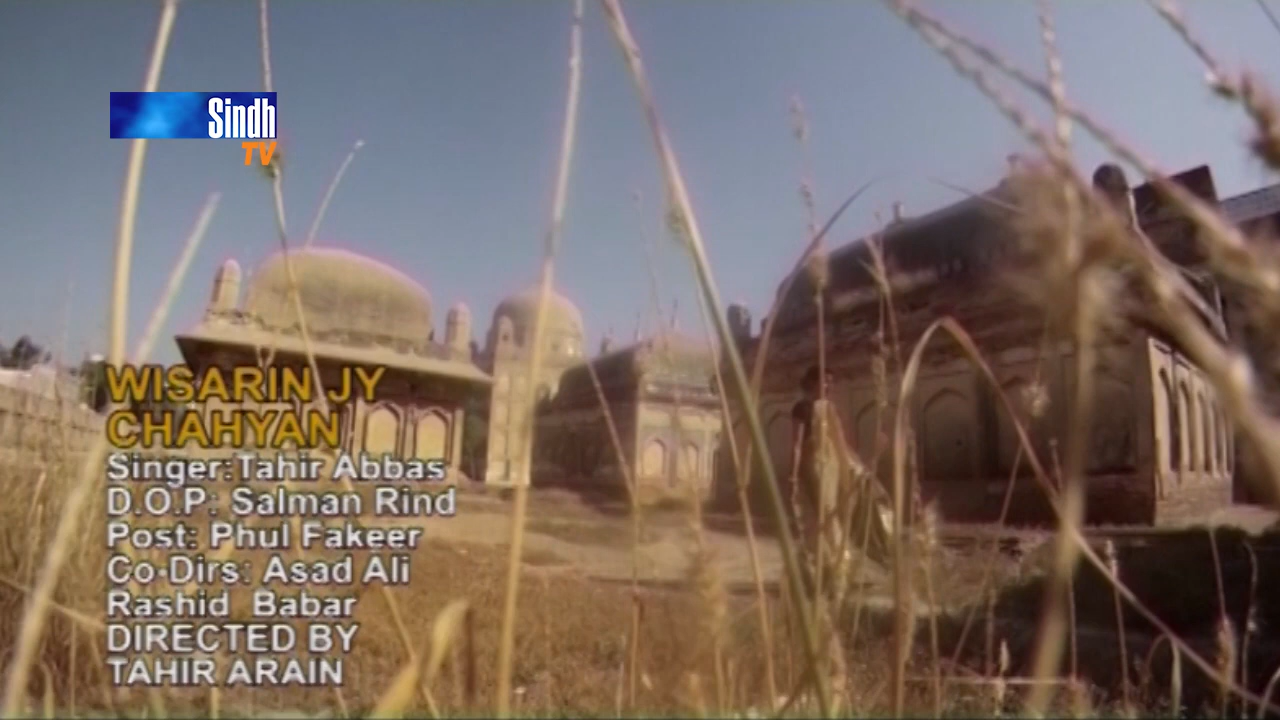 Sindh
TV
WISARIN JY
CHAHYAN
Singer:Tahir Abbas
D.O.P: Salman Rind
Post: Phul Fakeer
Co-Dirs: Asad Ali
Rashid Babar
DIRECTED BY
TAHIR ARAIN